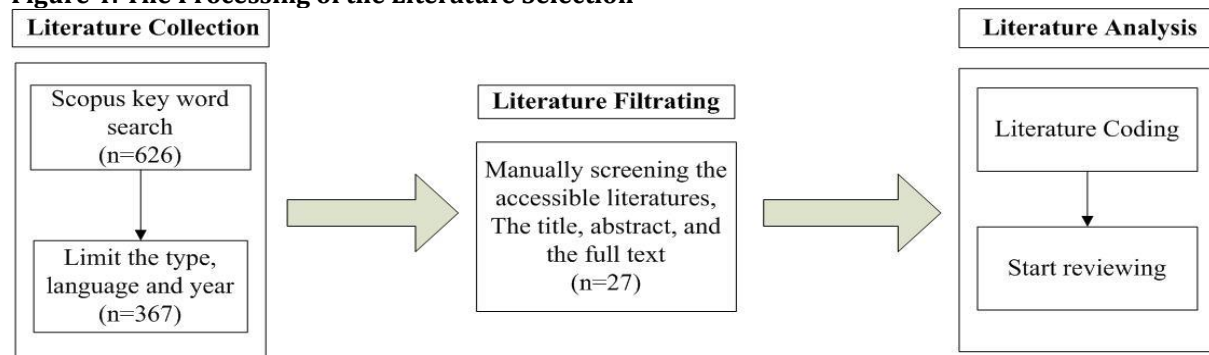 Figure 1. The Processing of the Literature Selection
Literature Collection
Scopus key word
search
(n=626)
Limit the type,
language and year
(n=367)
Literature Filtrating
Manually screening the
accessible literatures,
The title, abstract, and
the full text
(n=27)
Literature Analysis
Literature Coding
Start reviewing